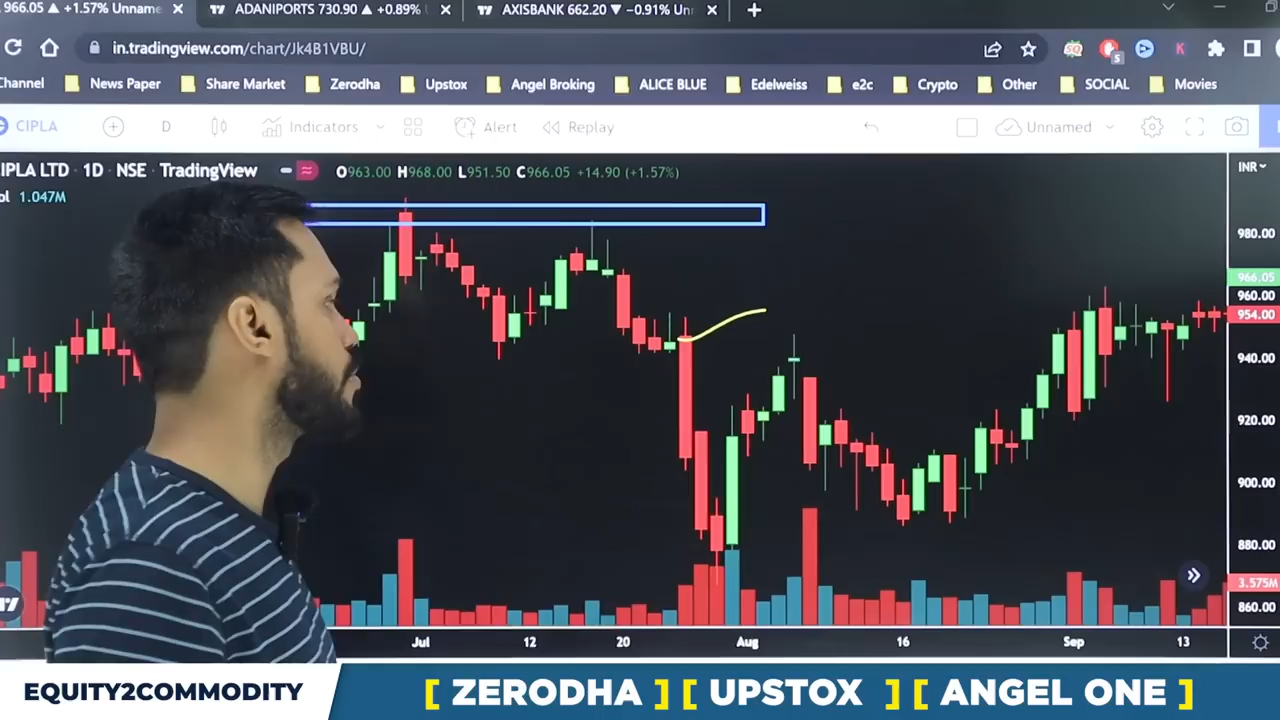 966.05 ▲ +1.57% Unname
ADANIPORTS 730.90 ▲ +0.89%
AXISBANK 662.20 ▼ −0.91% Unn
in.tradingview.com/chart/Jk4B1VBU/
Channel
News Paper
Share Market
Zerodha
Upstox
Angel Broking
ALICE BLUE
Edelweiss
e2c
Crypto
Other
SOCIAL
Movies
CIPLA
D
Indicators
Alert
Replay
Unnamed
IPLA LTD · 1D · NSE · TradingView
O963.00 H968.00 L951.50 C966.05 +14.90 (+1.57%)
INR
ol 1.047M
980.00
966.05
960.00
954.00
940.00
920.00
900.00
880.00
3.575M
860.00
Jul
12
20
Aug
16
Sep
13
EQUITY2COMMODITY
[ ZERODHA ] [ UPSTOX ] [ ANGEL ONE ]